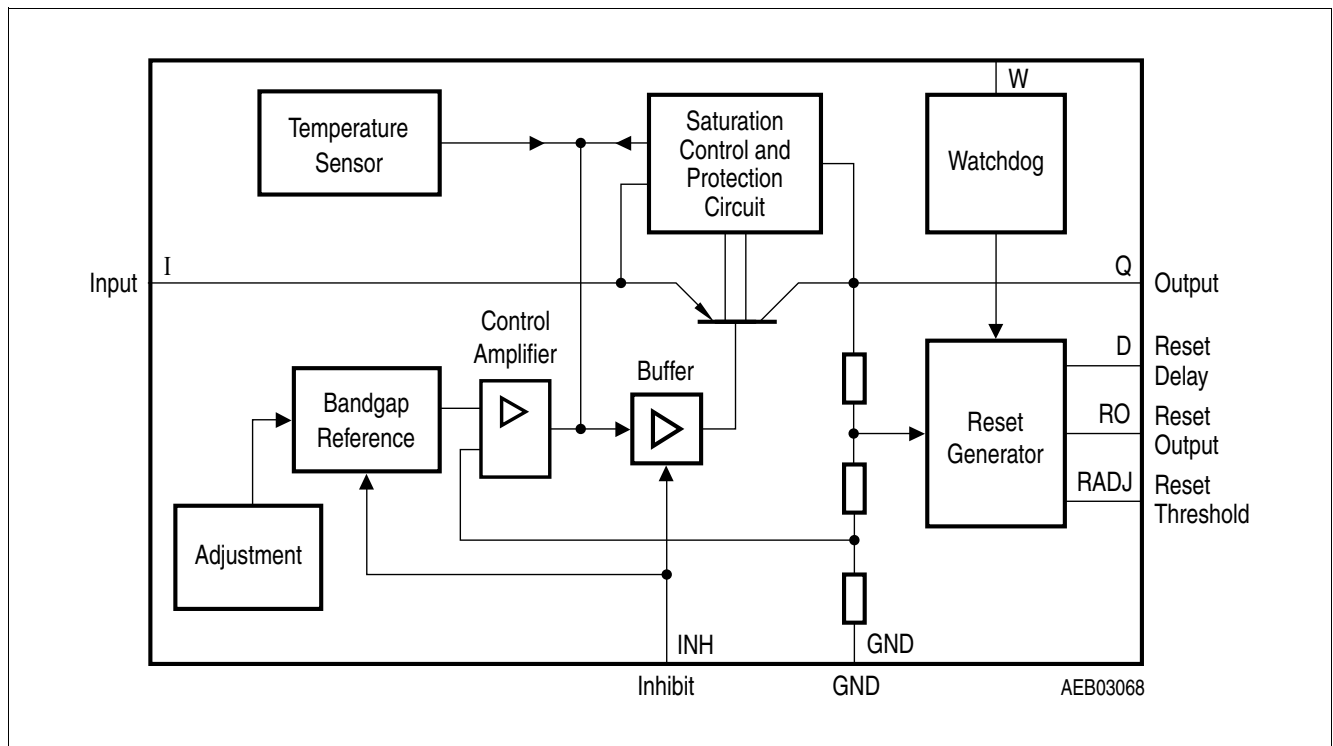 W
Temperature
Sensor
Saturation
Control and
Protection
Circuit
Watchdog
Input
I
Q
Output
Control
Amplifier
Buffer
Bandgap
Reference
Adjustment
Reset
Generator
D
Reset
Delay
RO
Reset
Output
RADJ
Reset
Threshold
INH
GND
Inhibit
GND
AEB03068